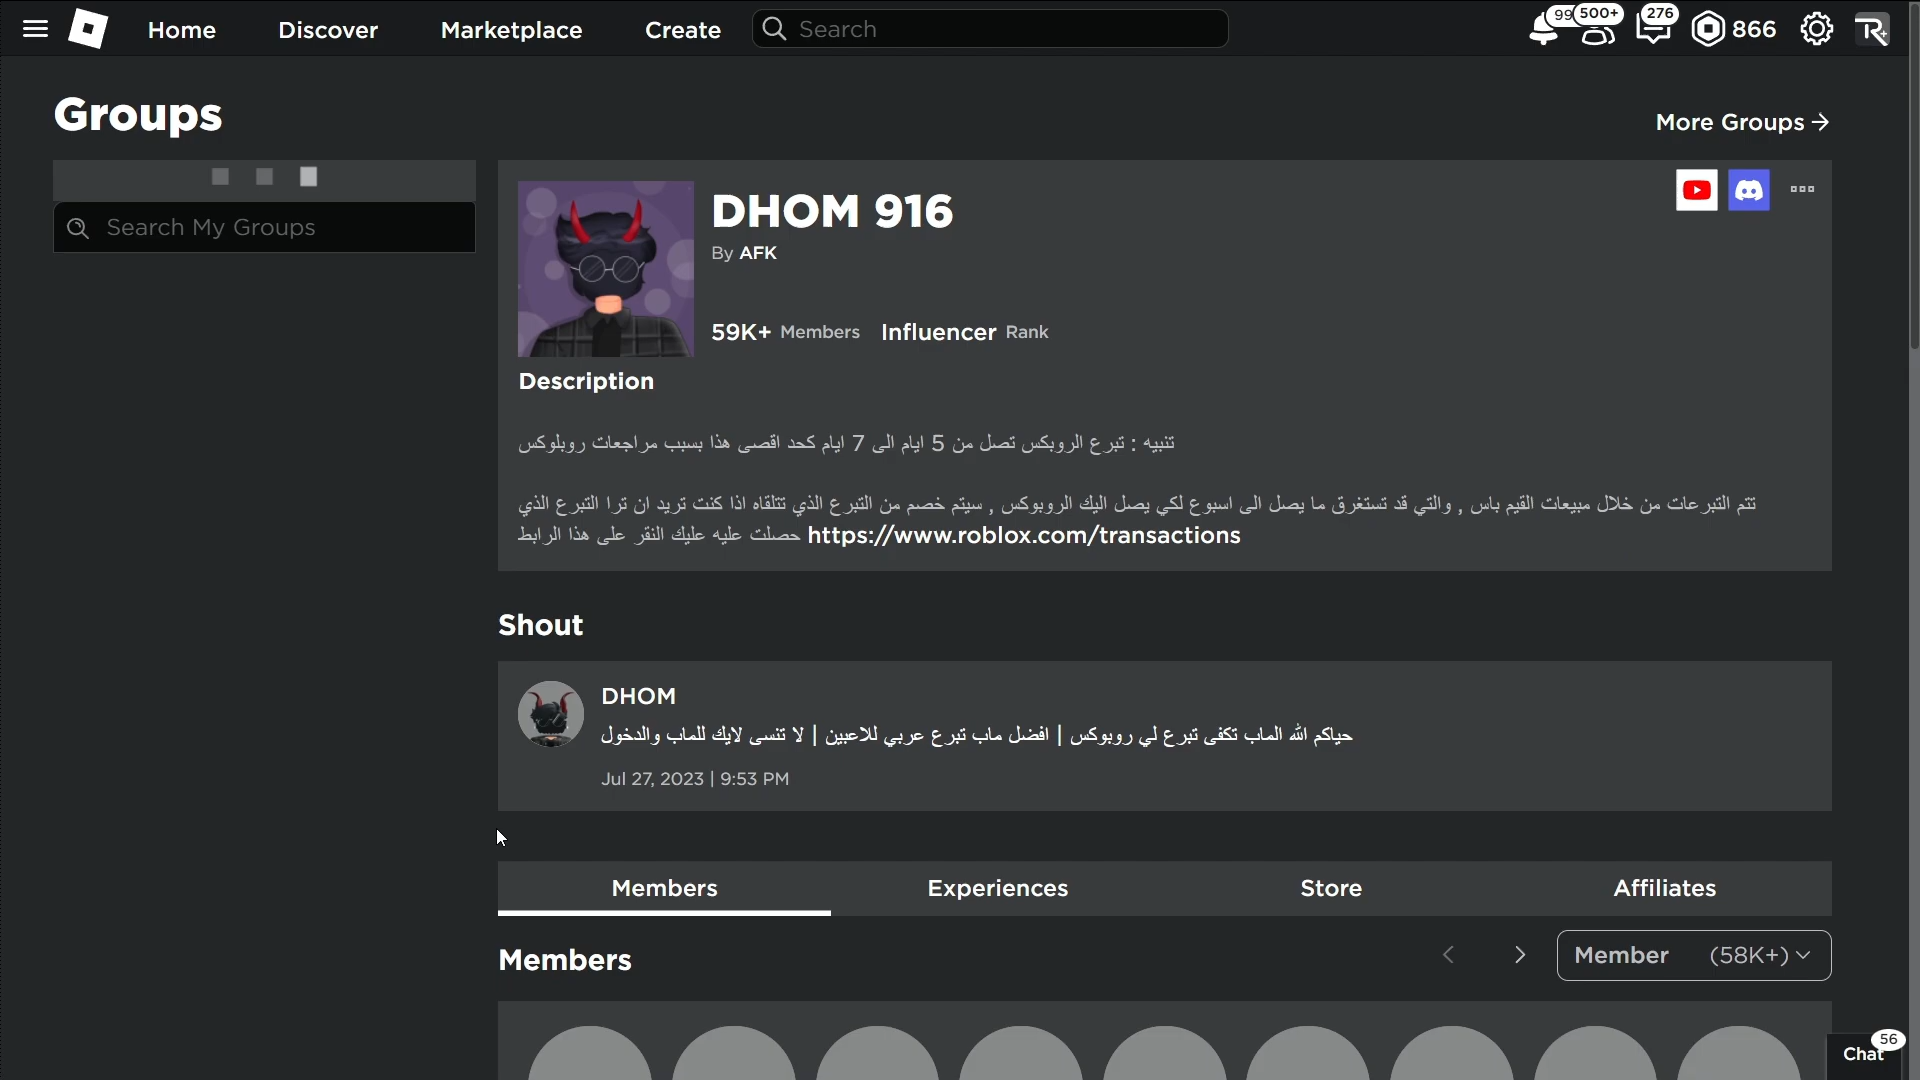 Home
Discover
Marketplace
Create
Search
99
500+
276
866
Groups
More Groups
Search My Groups
DHOM 916
By AFK
59K+ Members Influencer Rank
Description
تنبيه : تبرع الروبكس تصل من 5 ايام الى 7 ايام كحد اقصى هذا بسبب مراجعات روبلوكس
تتم التبرعات من خلال مبيعات القيم باس , والتي قد تستغرق ما يصل الى اسبوع لكي يصل اليك الروبوكس , سيتم خصم من التبرع الذي تتلقاه اذا كنت تريد ان ترا التبرع الذي
حصلت عليه عليك النقر على هذا الرابط https://www.roblox.com/transactions
Shout
DHOM
حياكم الله الماب تكفى تبرع لي روبوكس | افضل ماب تبرع عربي للاعبين | لا تنسى لايك للماب والدخول
Jul 27, 2023 | 9:53 PM
Members
Experiences
Store
Affiliates
Members
Member (58K+)
Chat
56